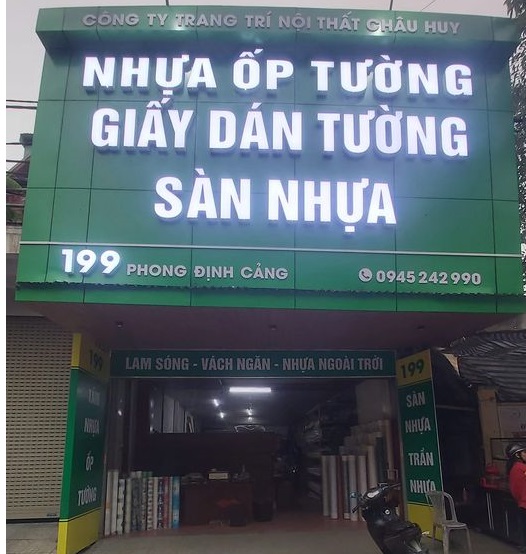 CÔNG TY TRANG TRÍ NỘI THẤT CHÂU HUY
NHỰA ỐP TƯỜNG
GIẤY DÁN TƯỜNG
SÀN NHỰA
199 PHONG ĐỊNH CẢNG
0945 242 990
LAM SÓNG - VÁCH NGĂN - NHỰA NGOÀI TRỜI
199
TẤM
NHỰA
ỐP
TƯỜNG
199
SÀN
NHỰA
TRẦN
NHỰA